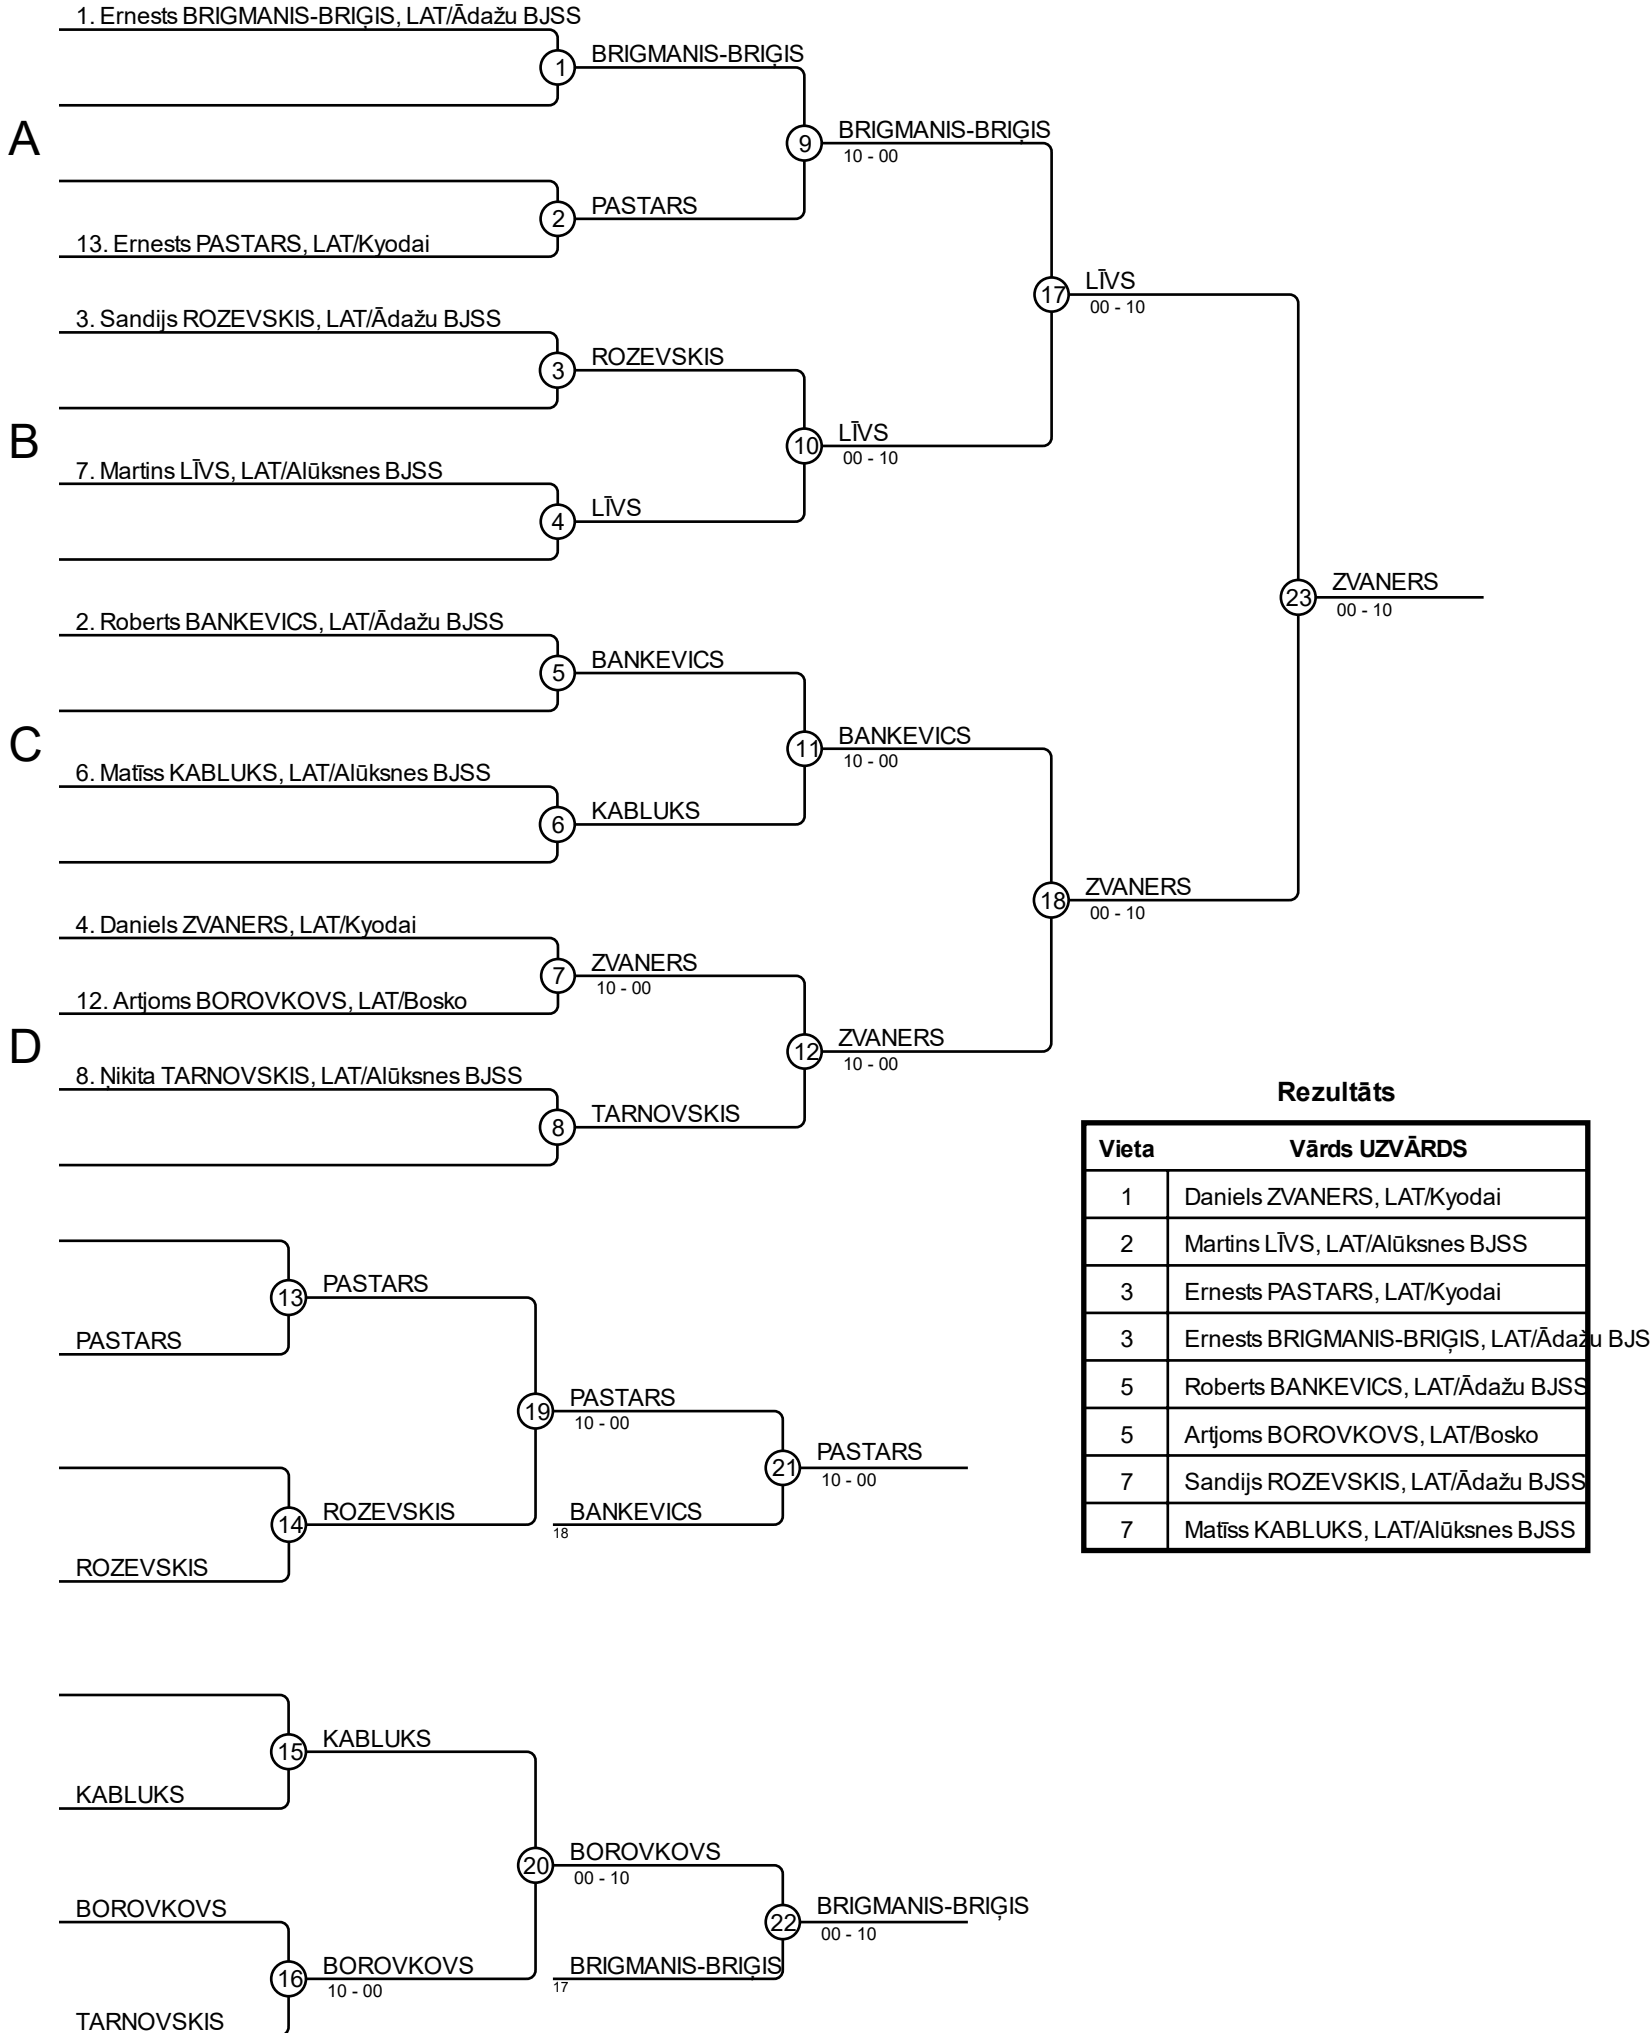 1. Ernests BRIGMANIS-BRIĢIS, LAT/Ādažu BJSS
1
BRIGMANIS-BRIĢIS
A
9
BRIGMANIS-BRIĢIS
10 - 00
2
PASTARS
13. Ernests PASTARS, LAT/Kyodai
17
LĪVS
00 - 10
3. Sandijs ROZEVSKIS, LAT/Ādažu BJSS
3
ROZEVSKIS
B
10
LĪVS
00 - 10
7. Martins LĪVS, LAT/Alūksnes BJSS
4
LĪVS
23
ZVANERS
00 - 10
2. Roberts BANKEVICS, LAT/Ādažu BJSS
5
BANKEVICS
C
11
BANKEVICS
10 - 00
6. Matīss KABLUKS, LAT/Alūksnes BJSS
6
KABLUKS
18
ZVANERS
00 - 10
4. Daniels ZVANERS, LAT/Kyodai
7
ZVANERS
10 - 00
12. Artjoms BOROVKOVS, LAT/Bosko
D
12
ZVANERS
10 - 00
8. Ņikita TARNOVSKIS, LAT/Alūksnes BJSS
8
TARNOVSKIS
Rezultāts
Vieta Vārds UZVĀRDS
1 Daniels ZVANERS, LAT/Kyodai
2 Martins LĪVS, LAT/Alūksnes BJSS
3 Ernests PASTARS, LAT/Kyodai
3 Ernests BRIGMANIS-BRIĢIS, LAT/Ādažu BJS
5 Roberts BANKEVICS, LAT/Ādažu BJSS
5 Artjoms BOROVKOVS, LAT/Bosko
7 Sandijs ROZEVSKIS, LAT/Ādažu BJSS
7 Matīss KABLUKS, LAT/Alūksnes BJSS
13
PASTARS
PASTARS
19
PASTARS
10 - 00
21
PASTARS
10 - 00
14
ROZEVSKIS
BANKEVICS
18
ROZEVSKIS
15
KABLUKS
KABLUKS
20
BOROVKOVS
00 - 10
BOROVKOVS
22
BRIGMANIS-BRIĢIS
00 - 10
16
BOROVKOVS
10 - 00
BRIGMANIS-BRIĢIS
17
TARNOVSKIS